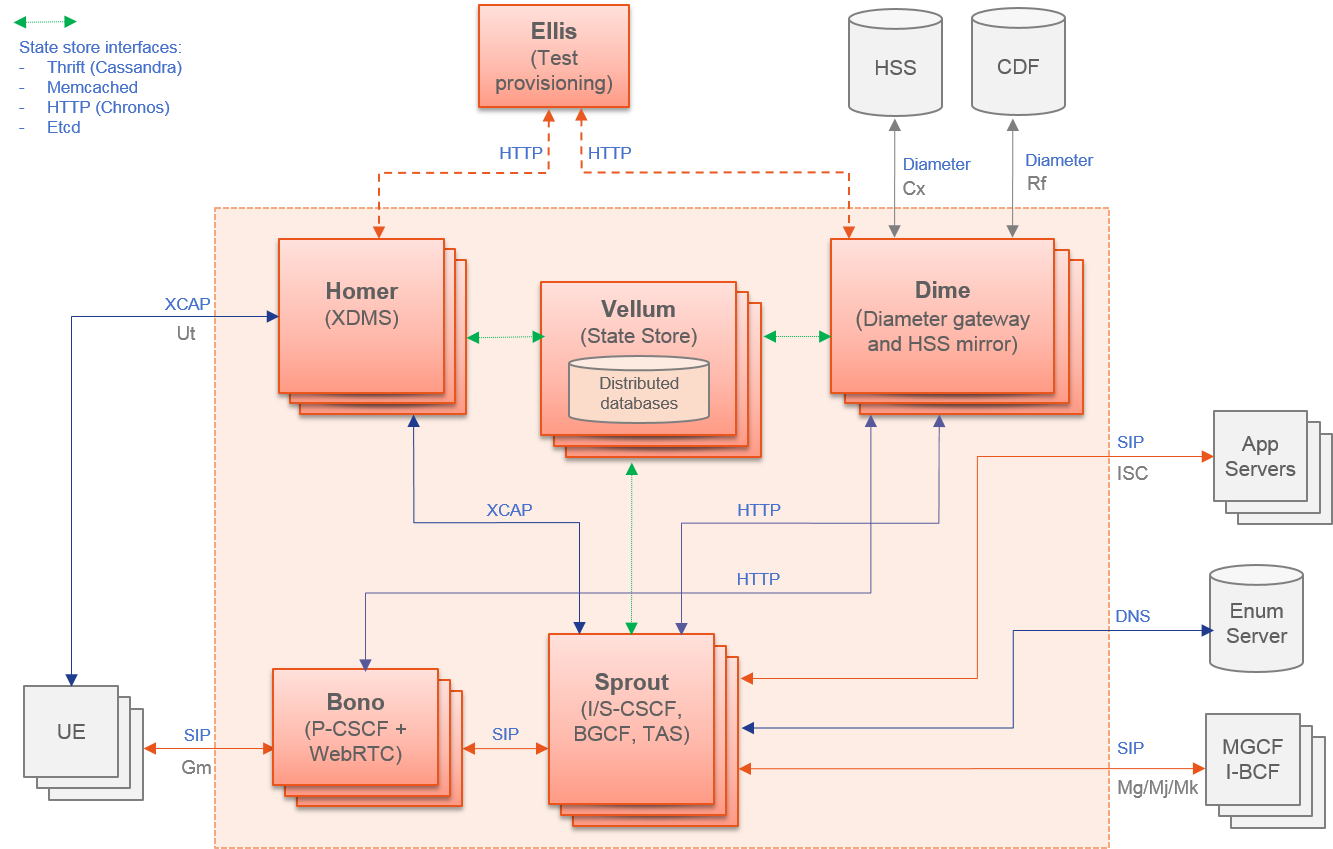 State store interfaces:
- Thrift (Cassandra)
- Memcached
- HTTP (Chronos)
- Etcd
Ellis
(Test
provisioning)
HSS
CDF
HTTP
HTTP
Diameter
Cx
Diameter
Rf
Homer
(XDMS)
Vellum
(State Store)
Distributed
databases
Dime
(Diameter gateway
and HSS mirror)
XCAP
Ut
SIP
ISC
App
Servers
XCAP
HTTP
HTTP
DNS
Enum
Server
UE
SIP
Gm
Bono
(P-CSCF +
WebRTC)
SIP
Sprout
(I/S-CSCF,
BGCF, TAS)
SIP
Mg/Mj/Mk
MGCF
I-BCF